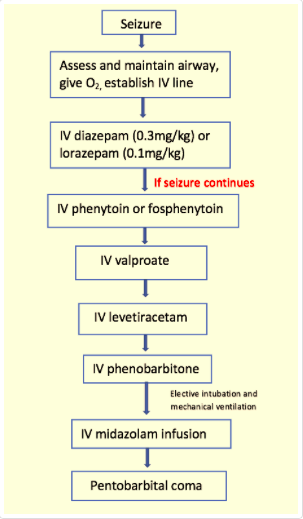 Seizure
Assess and maintain airway,
give O₂, establish IV line
IV diazepam (0.3mg/kg) or
lorazepam (0.1mg/kg)
If seizure continues
IV phenytoin or fosphenytoin
IV valproate
IV levetiracetam
IV phenobarbitone
Elective intubation and
mechanical ventilation
IV midazolam infusion
Pentobarbital coma